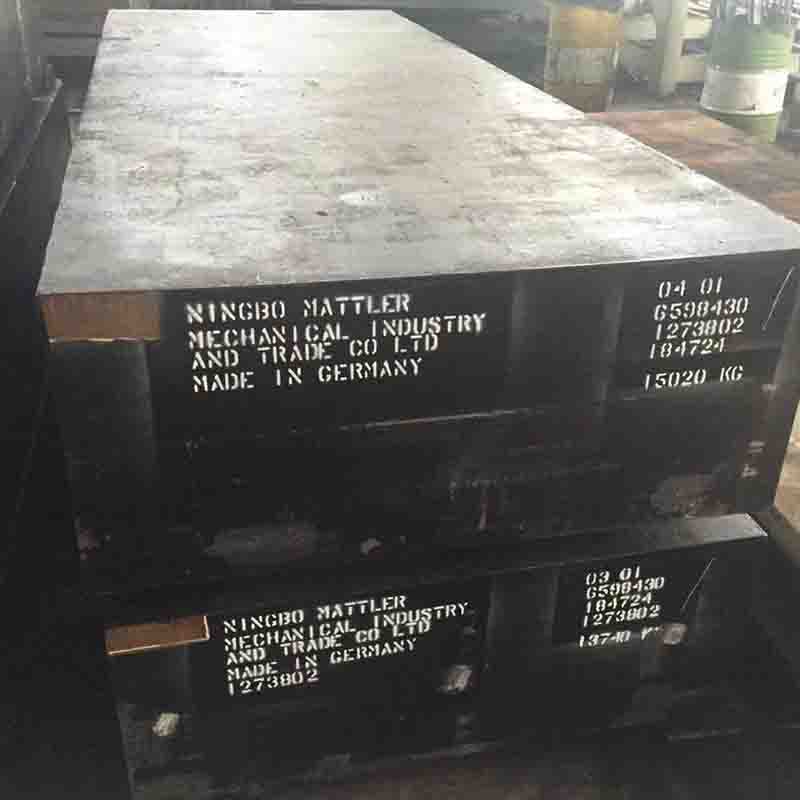 NINGBO MATTLER
MECHANICAL INDUSTRY
AND TRADE CO LTD
MADE IN GERMANY
04 01
6598430
1273802
184724
15020 KG
NINGBO MATTLER
MECHANICAL INDUSTRY
AND TRADE CO LTD
MADE IN GERMANY
1273802
03 01
6598430
184724
1273802
13740